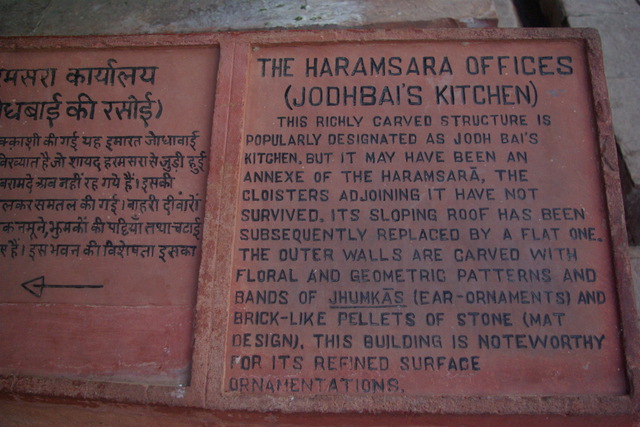 मसरा कार्यालय
धबाई की रसोई)
यह इमारत जोधाबाई
विख्यात है जो शायद हरमसरा से जुड़ी हुई
बरामदे अब नहीं रह गये हैं। इसकी
समतल की गई। बाहरी दीवारों
नमूने, झुमकों की पट्टियाँ तथा चटाई
हैं। इस भवन की विशेषता इसका
THE HARAMSARA OFFICES
(JODHBAI'S KITCHEN)
THIS RICHLY CARVED STRUCTURE IS
POPULARLY DESIGNATED AS JODH BAI'S
KITCHEN, BUT IT MAY HAVE BEEN AN
ANNEXE OF THE HARAMSARĀ, THE
CLOISTERS ADJOINING IT HAVE NOT
SURVIVED. ITS SLOPING ROOF HAS BEEN
SUBSEQUENTLY REPLACED BY A FLAT ONE.
THE OUTER WALLS ARE CARVED WITH
FLORAL AND GEOMETRIC PATTERNS AND
BANDS OF JHUMKĀS (EAR-ORNAMENTS) AND
BRICK-LIKE PELLETS OF STONE (MAT
DESIGN). THIS BUILDING IS NOTEWORTHY
FOR ITS REFINED SURFACE
ORNAMENTATIONS.